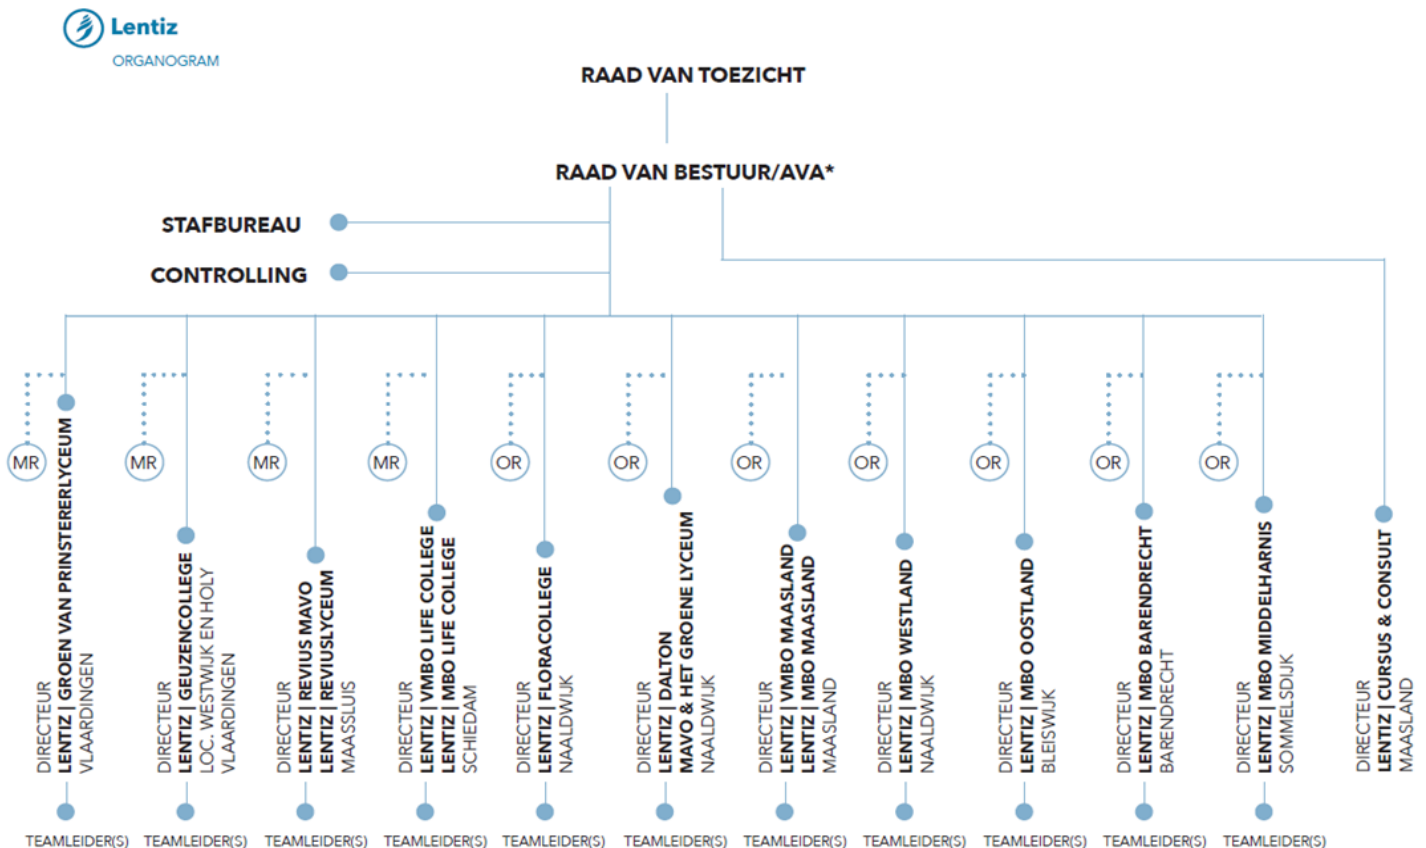 Lentiz
ORGANOGRAM
RAAD VAN TOEZICHT
RAAD VAN BESTUUR/AVA*
STAFBUREAU
CONTROLLING
MR
MR
MR
MR
OR
OR
OR
OR
OR
OR
OR
DIRECTEUR
LENTIZ | GROEN VAN PRINSTERERLYCEUM
VLAARDINGEN
DIRECTEUR
LENTIZ | GEUZENCOLLEGE
LOC. WESTWIJK EN HOLY
VLAARDINGEN
DIRECTEUR
LENTIZ | REVIUS MAVO
LENTIZ | REVIUSLYCEUM
MAASSLUIS
DIRECTEUR
LENTIZ | VMBO LIFE COLLEGE
LENTIZ | MBO LIFE COLLEGE
SCHIEDAM
DIRECTEUR
LENTIZ | FLORACOLLEGE
NAALDWIJK
DIRECTEUR
LENTIZ | DALTON
MAVO & HET GROENE LYCEUM
NAALDWIJK
DIRECTEUR
LENTIZ | VMBO MAASLAND
LENTIZ | MBO MAASLAND
MAASLAND
DIRECTEUR
LENTIZ | MBO WESTLAND
NAALDWIJK
DIRECTEUR
LENTIZ | MBO OOSTLAND
BLEISWIJK
DIRECTEUR
LENTIZ | MBO BARENDRECHT
BARENDRECHT
DIRECTEUR
LENTIZ | MBO MIDDELHARNIS
SOMMELSDIJK
DIRECTEUR
LENTIZ | CURSUS & CONSULT
MAASLAND
TEAMLEIDER(S)
TEAMLEIDER(S)
TEAMLEIDER(S)
TEAMLEIDER(S)
TEAMLEIDER(S)
TEAMLEIDER(S)
TEAMLEIDER(S)
TEAMLEIDER(S)
TEAMLEIDER(S)
TEAMLEIDER(S)
TEAMLEIDER(S)